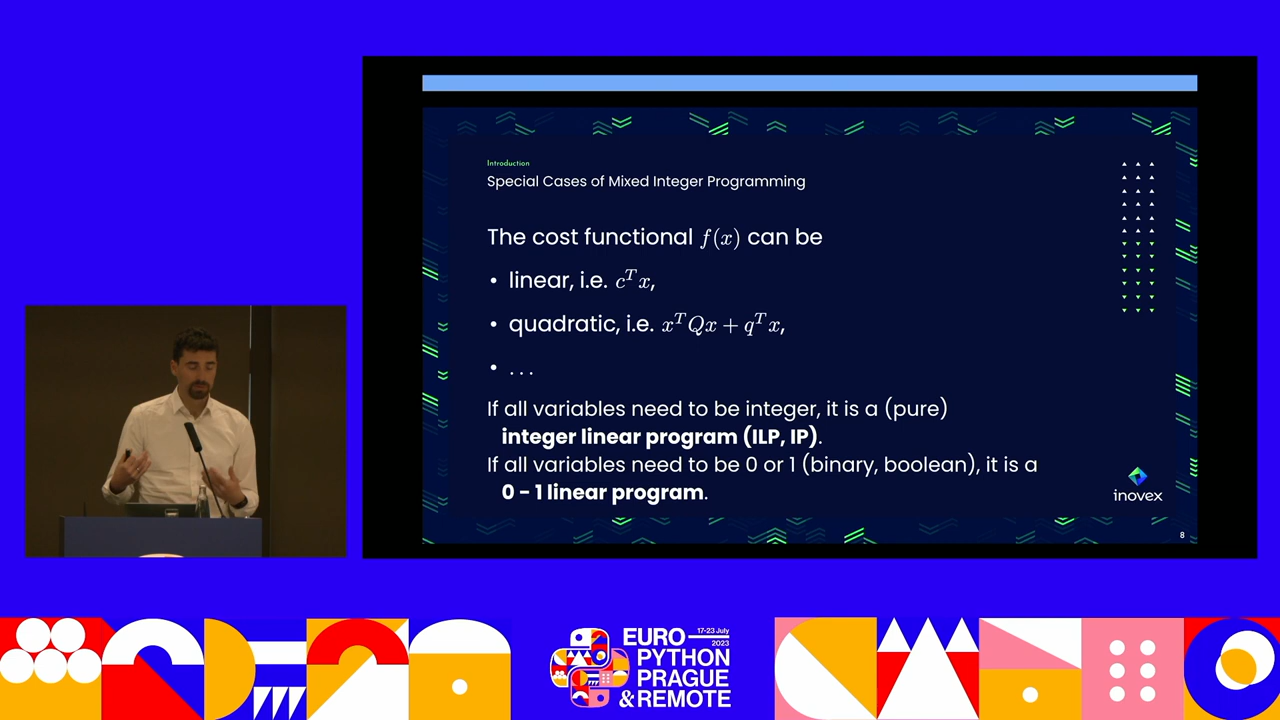 Introduction
Special Cases of Mixed Integer Programming
The cost functional f(x) can be
• linear, i.e. c^T x,
• quadratic, i.e. x^T Qx + q^T x,
• ...
If all variables need to be integer, it is a (pure)
integer linear program (ILP, IP).
If all variables need to be 0 or 1 (binary, boolean), it is a
0 - 1 linear program.
inovex
8
EURO 17-23 July 2023
PYTHON
PRAGUE
& REMOTE